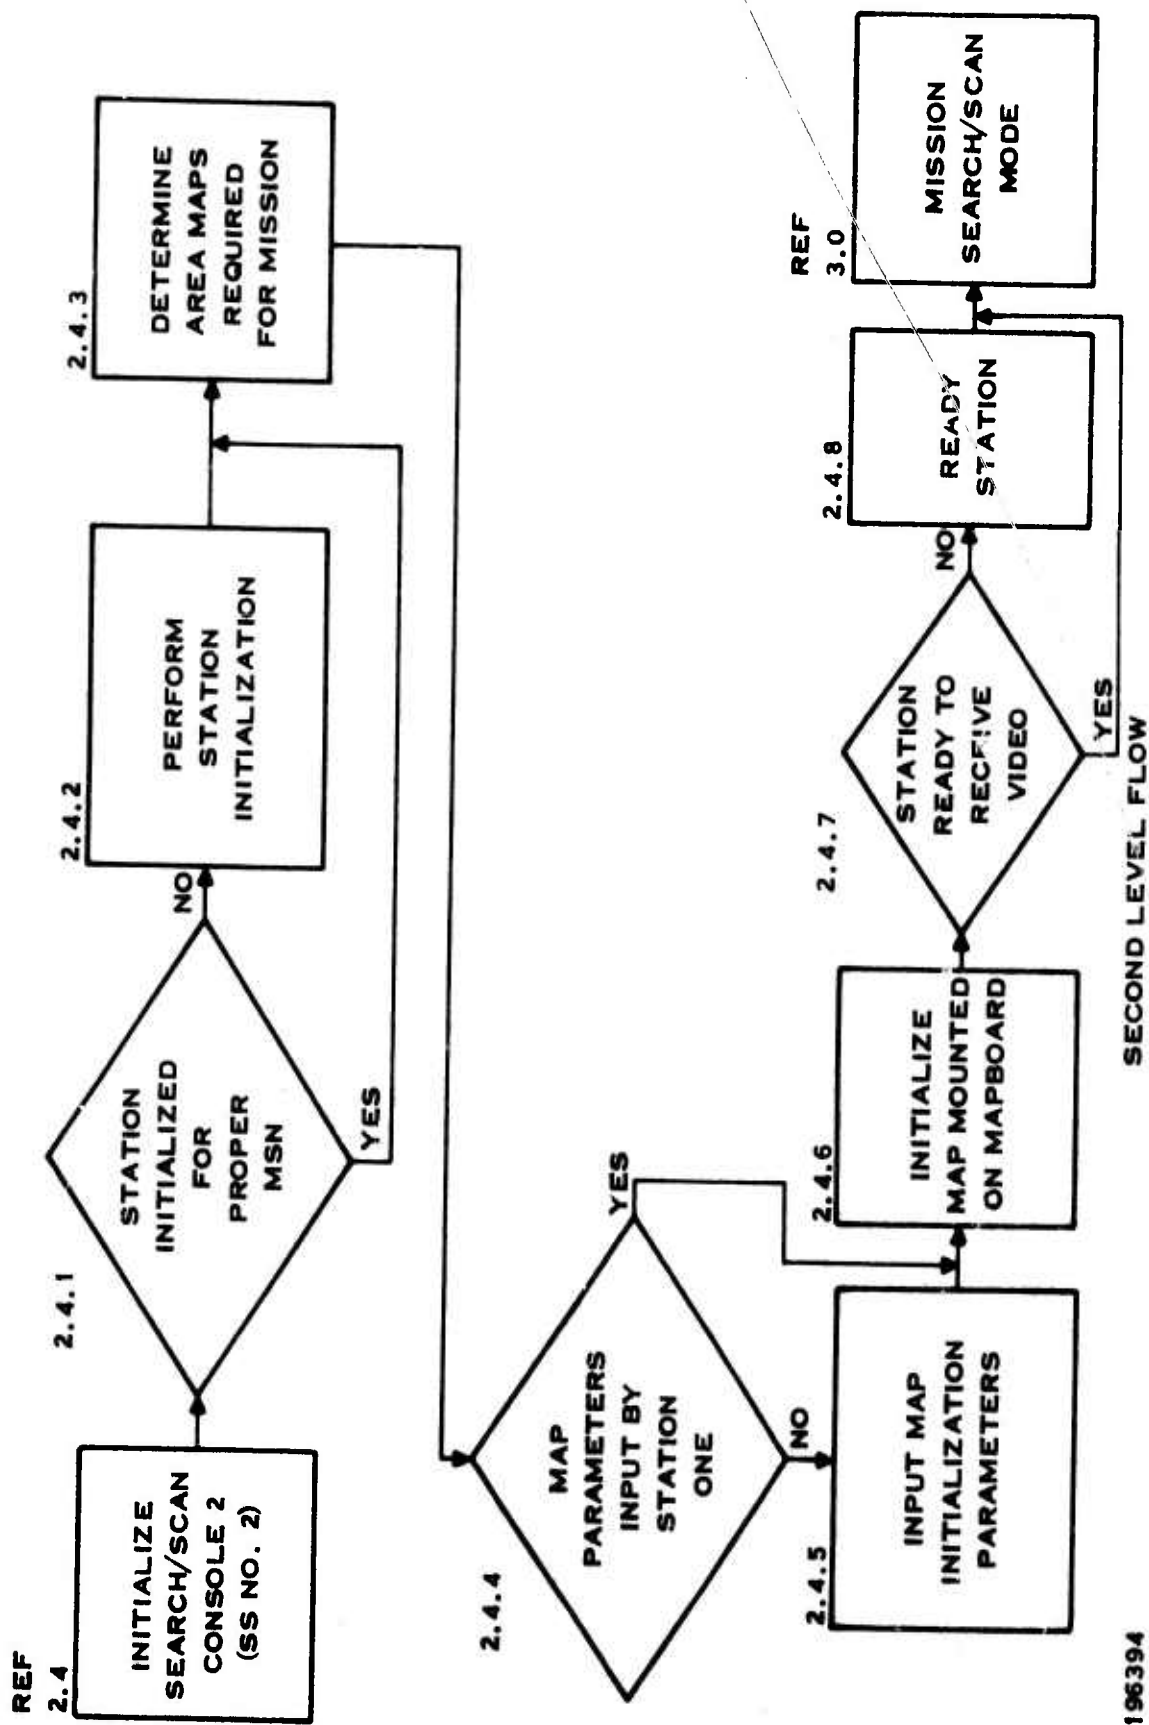 REF
2.4
INITIALIZE
SEARCH/SCAN
CONSOLE 2
(SS NO. 2)
2.4.1
STATION
INITIALIZED
FOR
PROPER
MSN
NO
YES
2.4.2
PERFORM
STATION
INITIALIZATION
2.4.3
DETERMINE
AREA MAPS
REQUIRED
FOR MISSION
2.4.4
MAP
PARAMETERS
INPUT BY
STATION
ONE
YES
NO
2.4.5
INPUT MAP
INITIALIZATION
PARAMETERS
2.4.6
INITIALIZE
MAP MOUNTED
ON MAPBOARD
2.4.7
STATION
READY TO
RECEIVE
VIDEO
NO
YES
2.4.8
READY
STATION
REF
3.0
MISSION
SEARCH/SCAN
MODE
SECOND LEVEL FLOW
196394